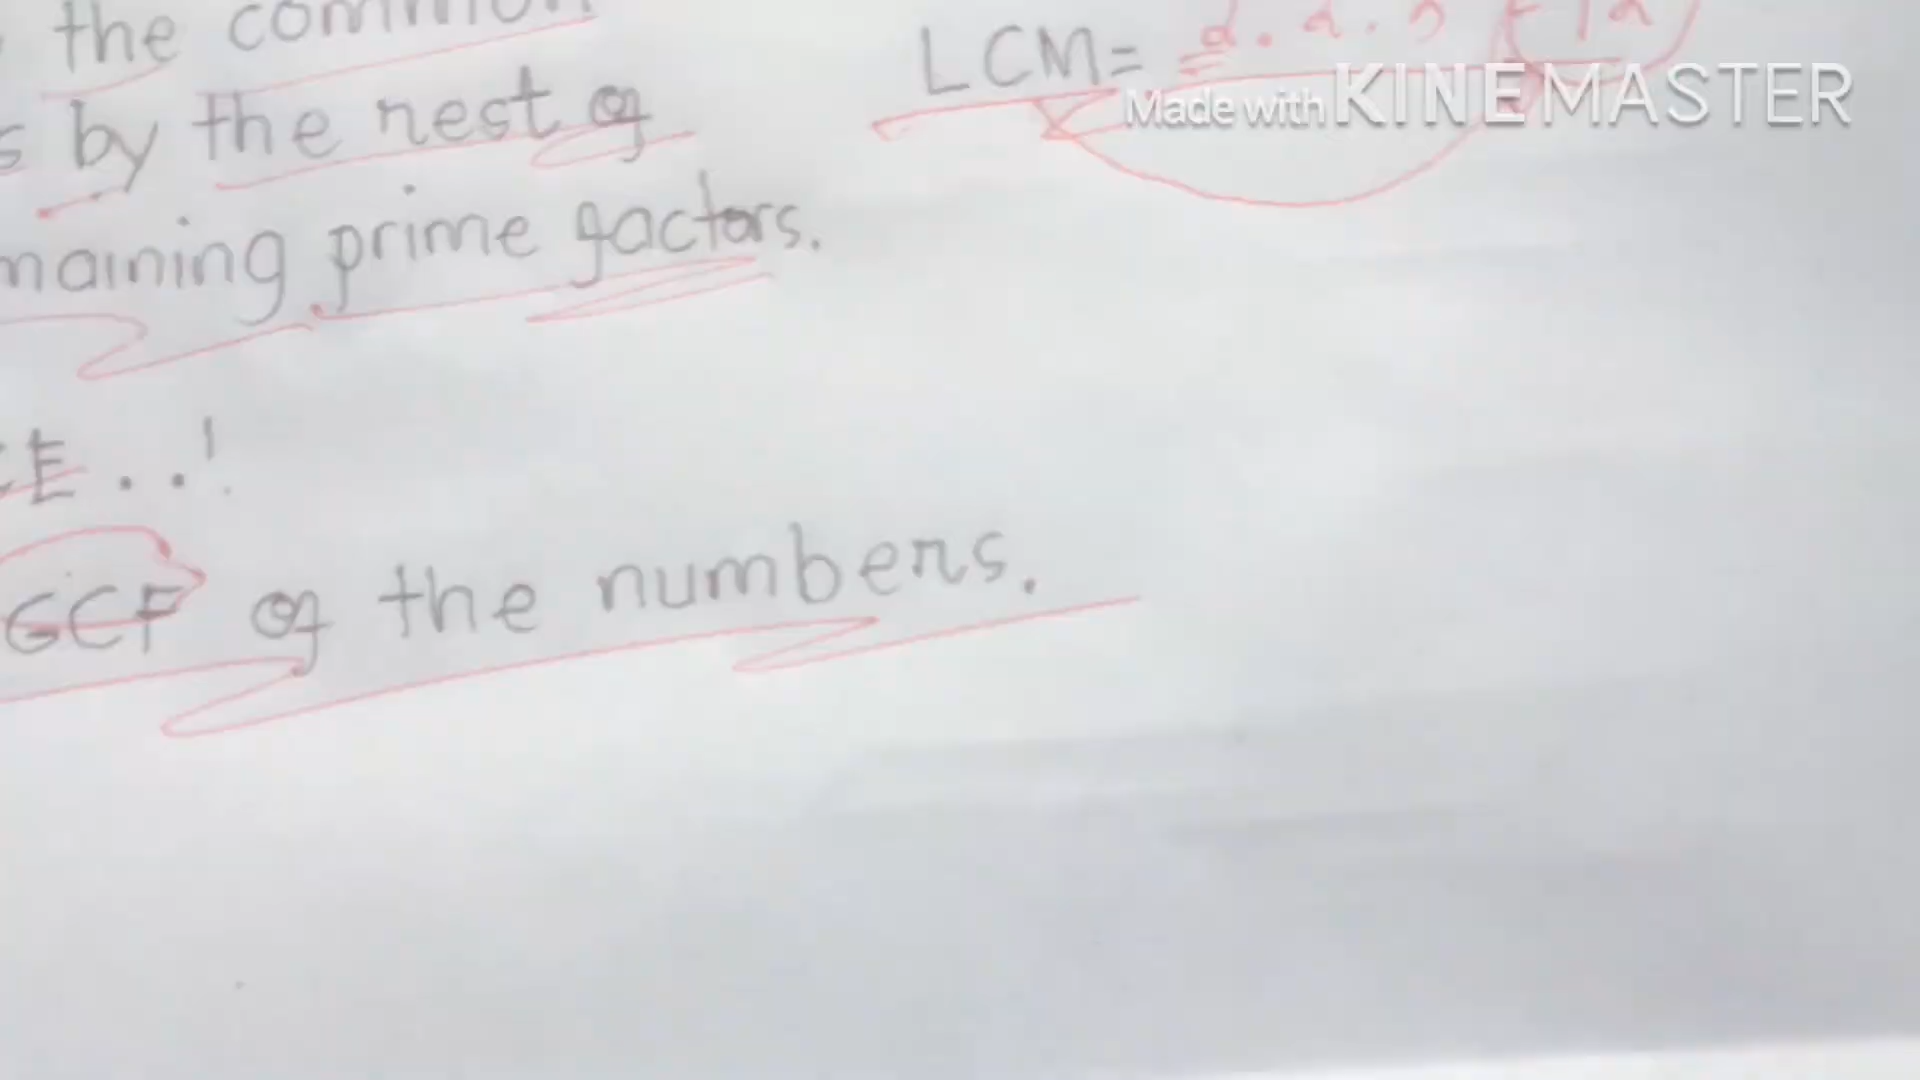 the common
LCM=
Made with KINEMASTER
by the rest of
maining prime factors.
E..!
GCF of the numbers.